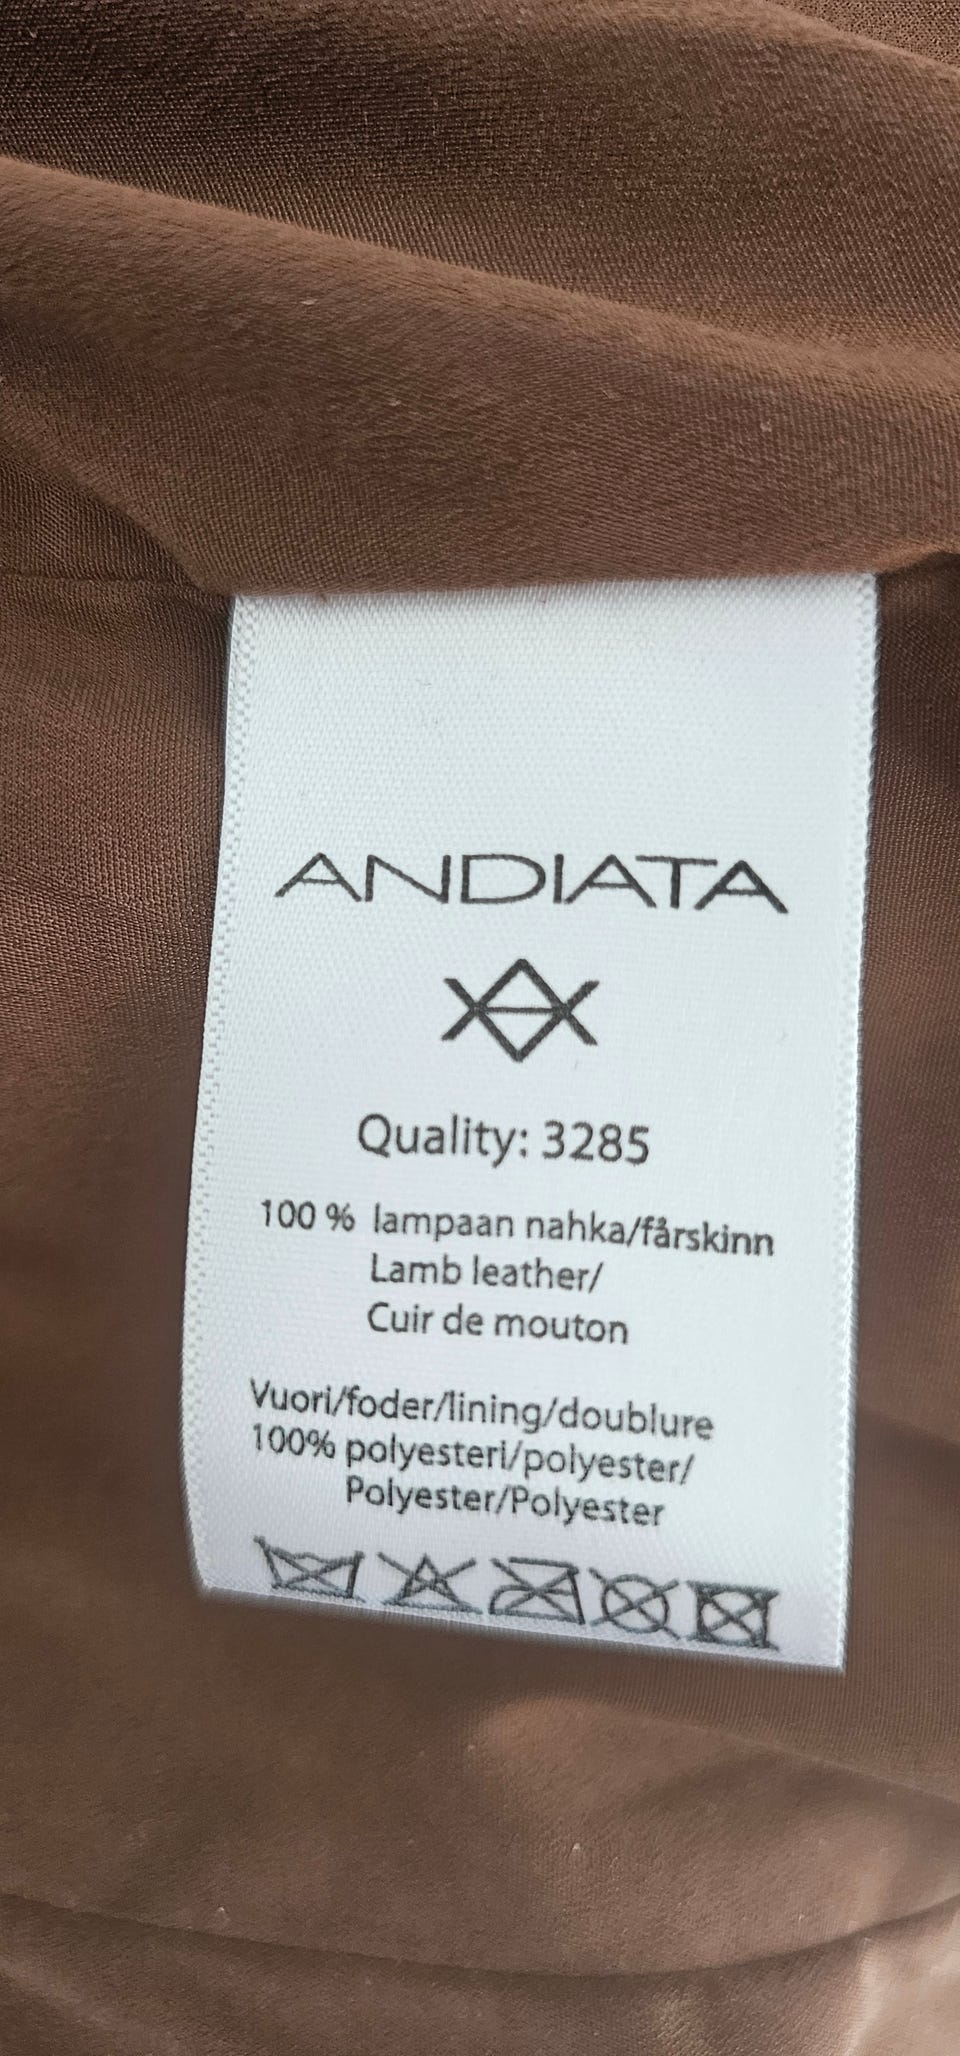 ANDIATA
Quality: 3285
100 % lampaan nahka/fårskinn
Lamb leather/
Cuir de mouton
Vuori/foder/lining/doublure
100% polyesteri/polyester/
Polyester/Polyester